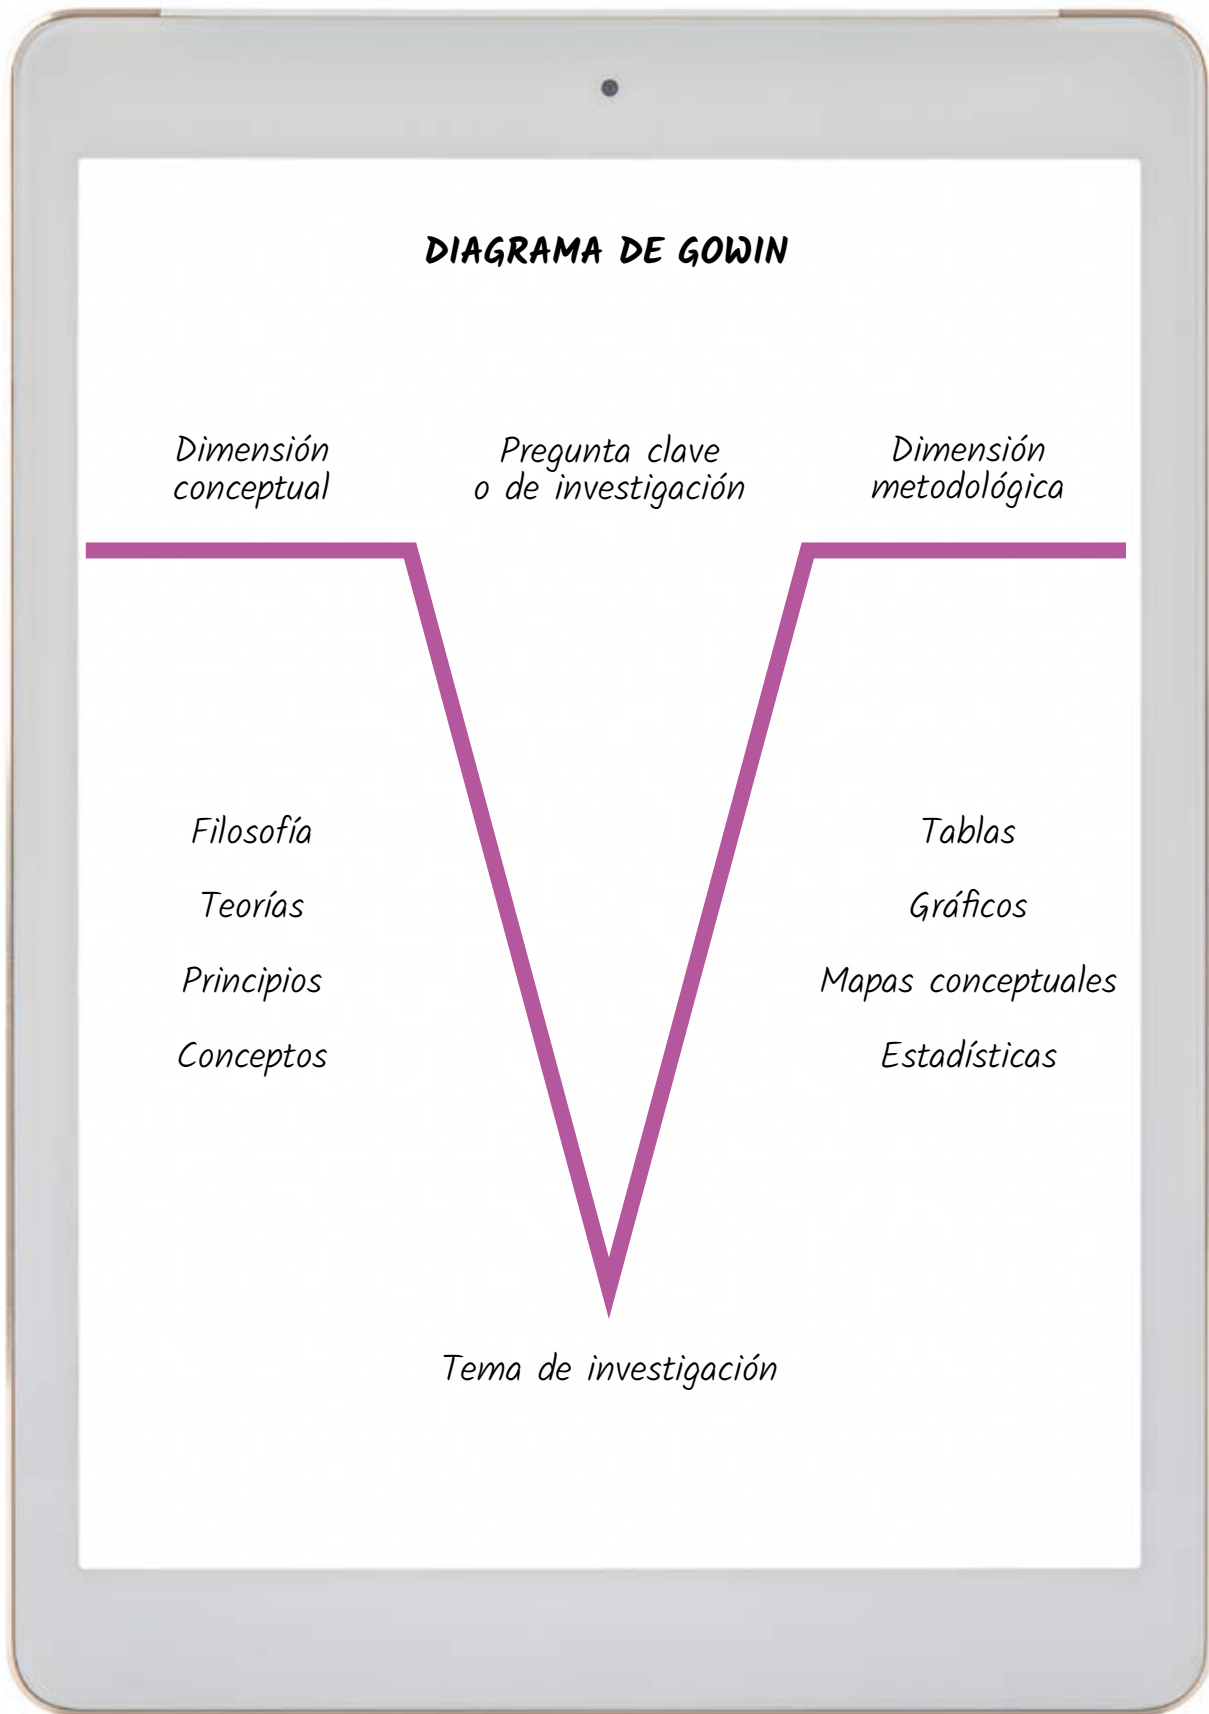 DIAGRAMA DE GOWIN
Dimensión
conceptual
Pregunta clave
o de investigación
Dimensión
metodológica
Filosofía
Teorías
Principios
Conceptos
Tablas
Gráficos
Mapas conceptuales
Estadísticas
Tema de investigación